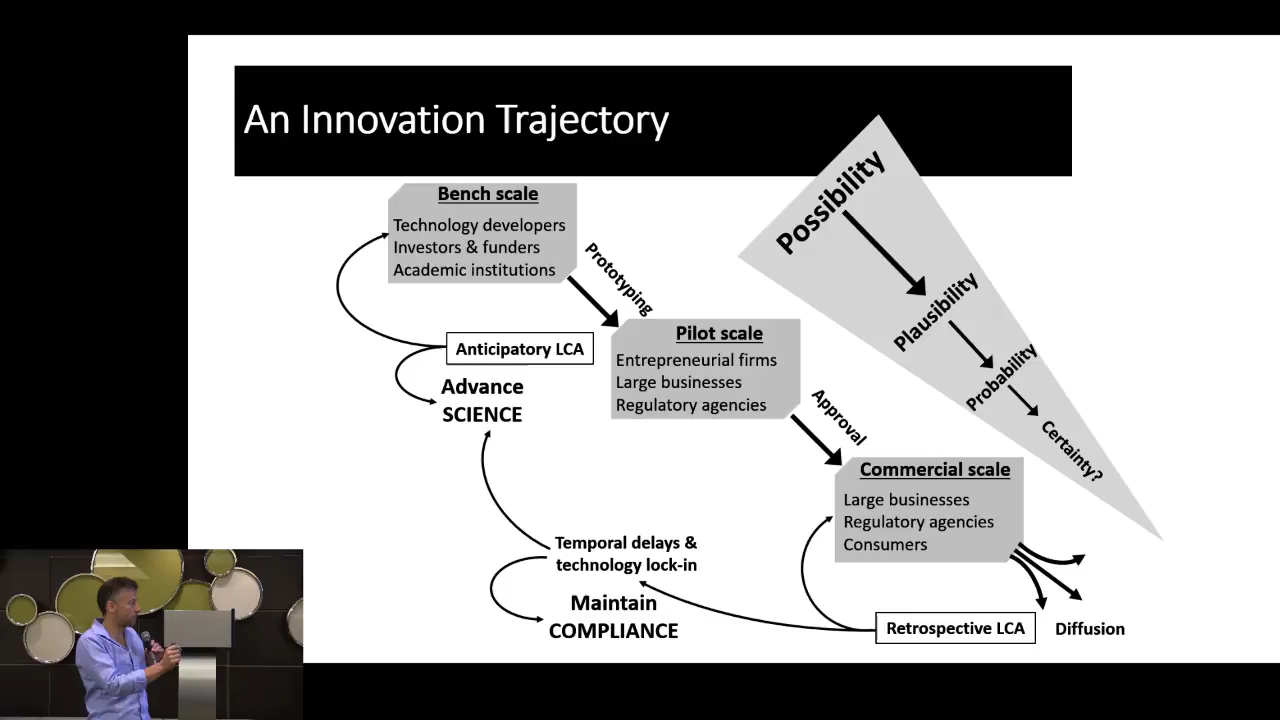 An Innovation Trajectory
Bench scale
Technology developers
Investors & funders
Academic institutions
Prototyping
Pilot scale
Entrepreneurial firms
Large businesses
Regulatory agencies
Approval
Commercial scale
Large businesses
Regulatory agencies
Consumers
Diffusion
Possibility
Plausibility
Probability
Certainty?
Anticipatory LCA
Advance
SCIENCE
Temporal delays &
technology lock-in
Maintain
COMPLIANCE
Retrospective LCA